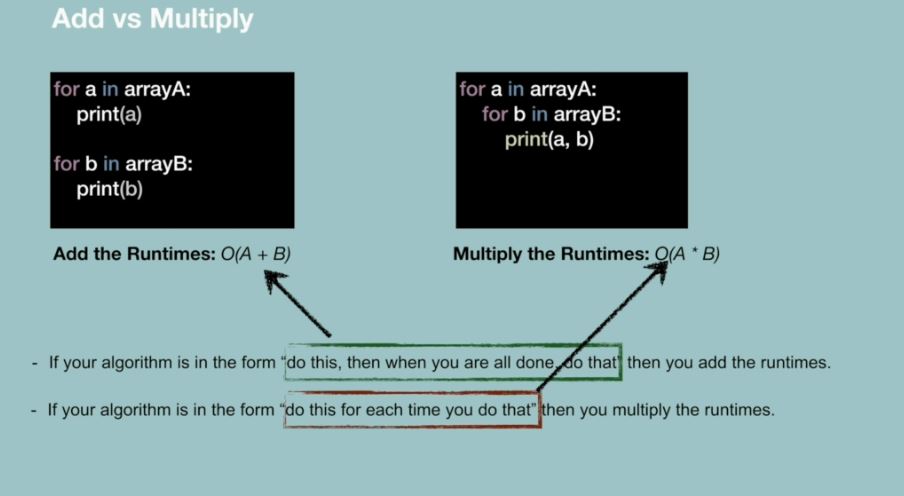 Add vs Multiply
for a in arrayA:
print(a)
for b in arrayB:
print(b)
for a in arrayA:
for b in arrayB:
print(a, b)
Add the Runtimes: O(A + B)
Multiply the Runtimes: O(A * B)
- If your algorithm is in the form “do this, then when you are all done, do that” then you add the runtimes.
- If your algorithm is in the form “do this for each time you do that” then you multiply the runtimes.